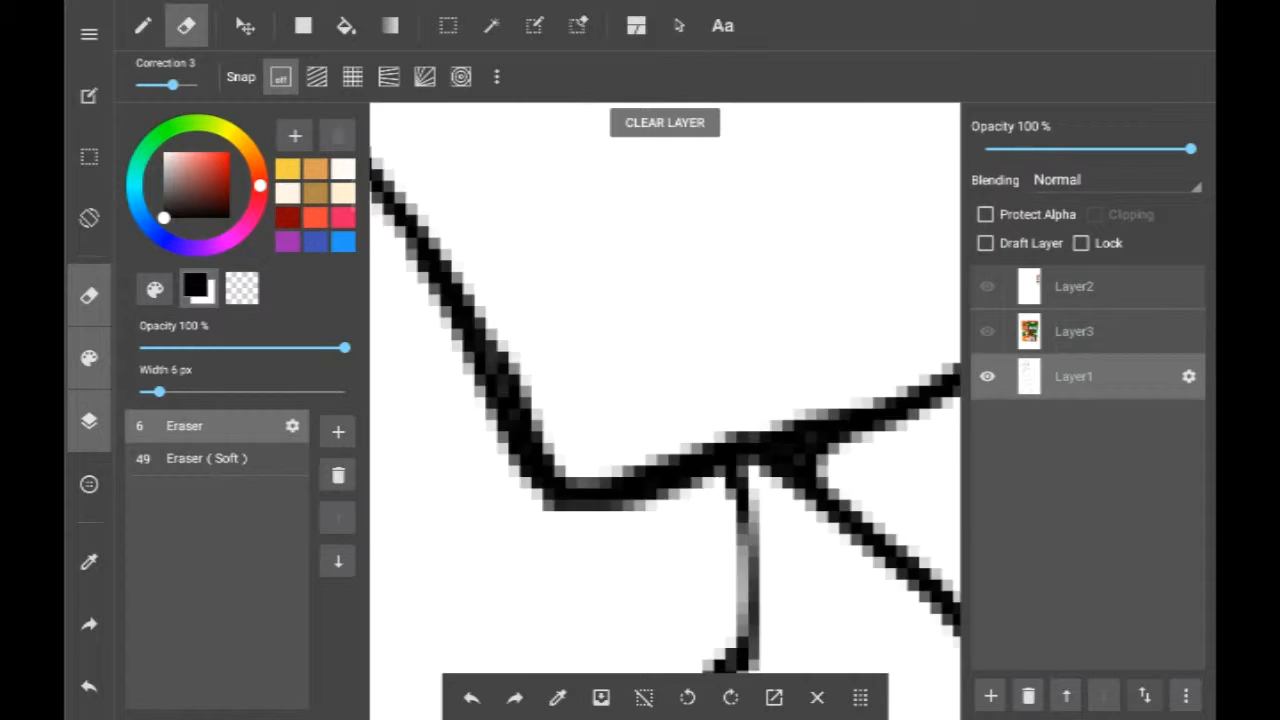 Aa
Correction 3
Snap
off
CLEAR LAYER
Opacity 100 %
Blending Normal
Protect Alpha
Clipping
Draft Layer
Lock
Layer2
Layer3
Layer1
Opacity 100 %
Width 6 px
6 Eraser
49 Eraser ( Soft )